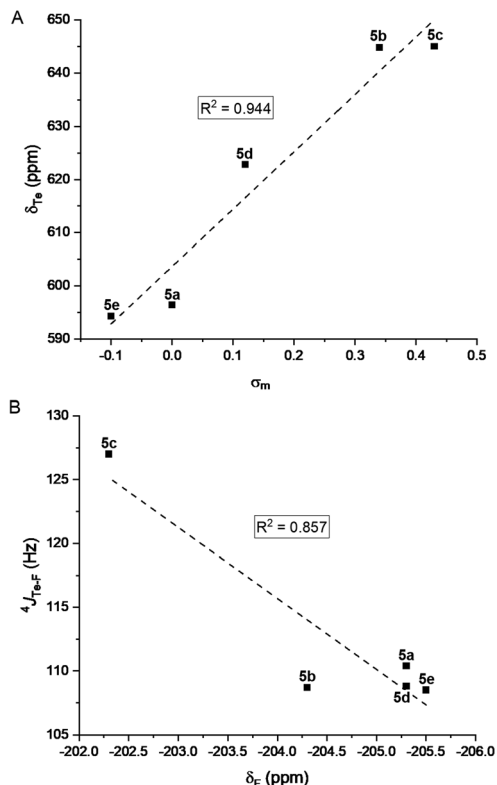 A
650
640
630
620
610
600
590
δTe (ppm)
R² = 0.944
5b
5c
5d
5e
5a
-0.1
0.0
0.1
0.2
0.3
0.4
0.5
σm
B
130
125
120
115
110
105
⁴JTe-F (Hz)
5c
R² = 0.857
5a
5b
5d
5e
-202.0
-202.5
-203.0
-203.5
-204.0
-204.5
-205.0
-205.5
-206.0
δF (ppm)